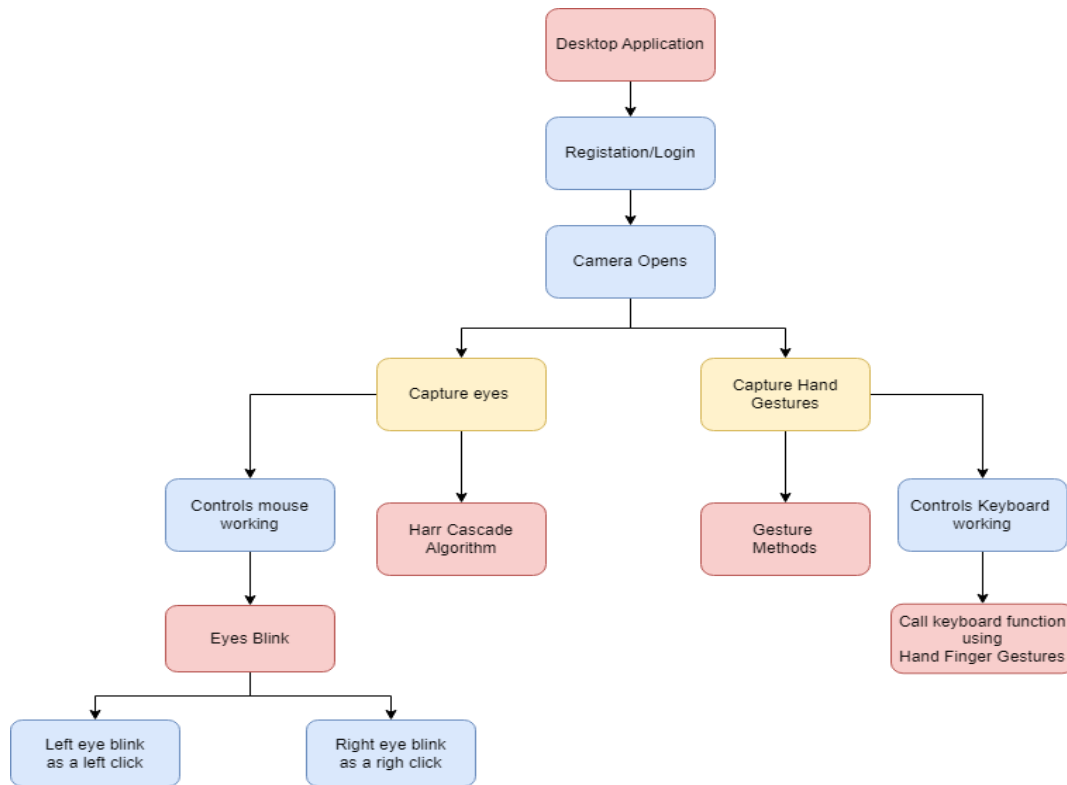 Desktop Application
Registation/Login
Camera Opens
Capture eyes
Capture Hand
Gestures
Controls mouse
working
Harr Cascade
Algorithm
Gesture
Methods
Controls Keyboard
working
Eyes Blink
Call keyboard function
using
Hand Finger Gestures
Left eye blink
as a left click
Right eye blink
as a righ click